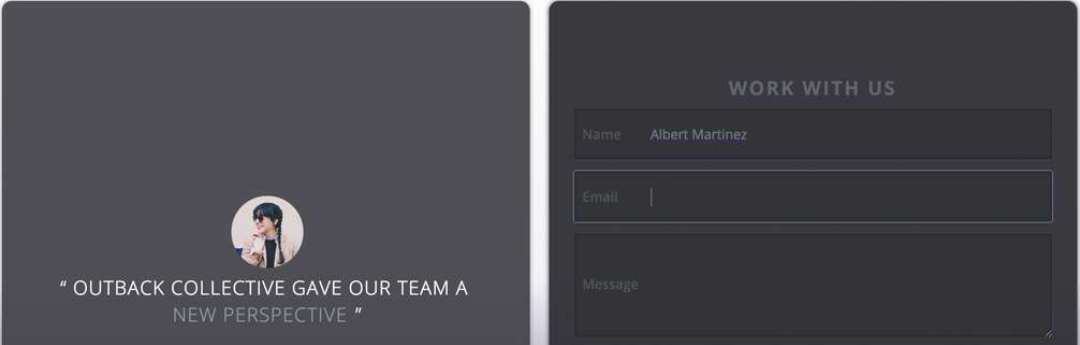 “ OUTBACK COLLECTIVE GAVE OUR TEAM A
NEW PERSPECTIVE ”
WORK WITH US
Name Albert Martinez
Email
Message